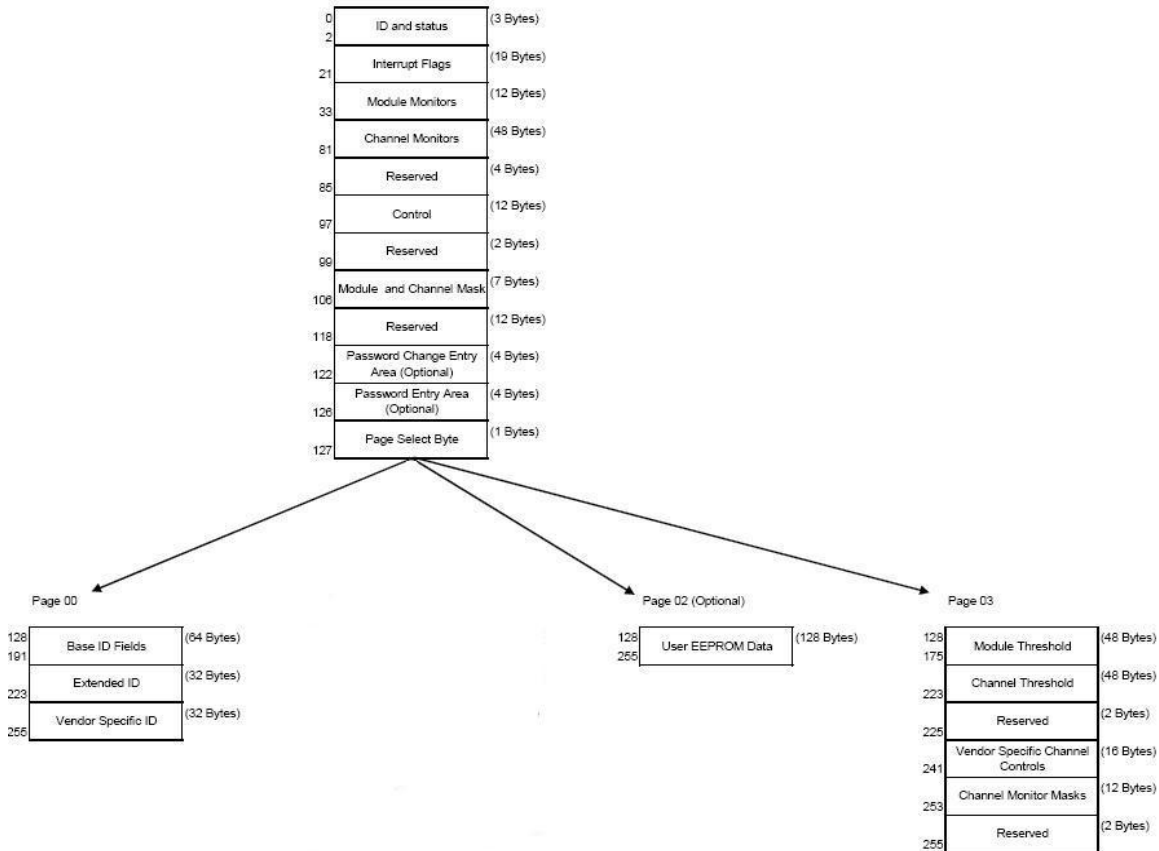 0
ID and status
(3 Bytes)
2
Interrupt Flags
(19 Bytes)
21
Module Monitors
(12 Bytes)
33
Channel Monitors
(48 Bytes)
81
Reserved
(4 Bytes)
85
Control
(12 Bytes)
97
Reserved
(2 Bytes)
99
Module and Channel Mask
(7 Bytes)
106
Reserved
(12 Bytes)
118
Password Change Entry
Area (Optional)
(4 Bytes)
122
Password Entry Area
(Optional)
(4 Bytes)
126
Page Select Byte
(1 Bytes)
127
Page 00
128
Base ID Fields
(64 Bytes)
191
Extended ID
(32 Bytes)
223
Vendor Specific ID
(32 Bytes)
255
Page 02 (Optional)
128
User EEPROM Data
(128 Bytes)
255
Page 03
128
Module Threshold
(48 Bytes)
175
Channel Threshold
(48 Bytes)
223
Reserved
(2 Bytes)
225
Vendor Specific Channel
Controls
(16 Bytes)
241
Channel Monitor Masks
(12 Bytes)
253
Reserved
(2 Bytes)
255